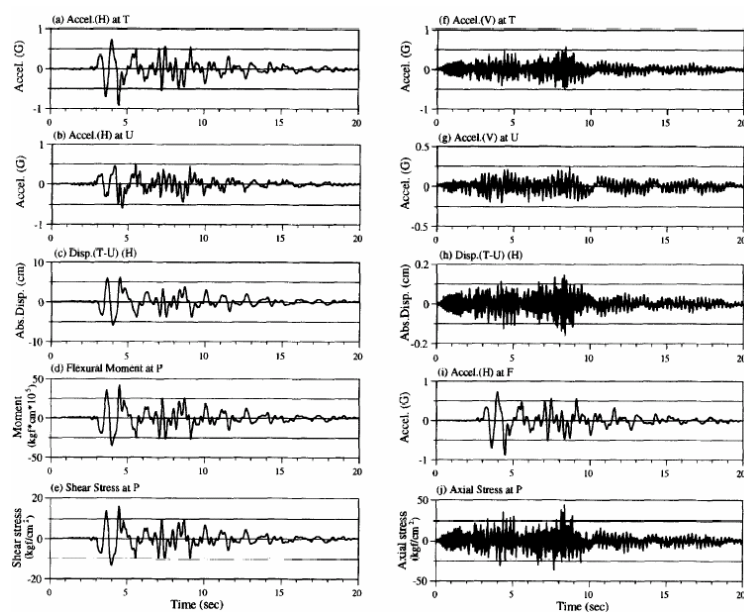 (a) Accel.(H) at T
Accel. (G)
1
0
-1
0 5 10 15 20
(b) Accel.(H) at U
Accel. (G)
1
0
-1
0 5 10 15 20
(c) Disp.(T-U) (H)
Abs.Disp. (cm)
10
0
-10
0 5 10 15 20
(d) Flexural Moment at P
Moment
(kgf*cm*10^5)
50
0
-50
0 5 10 15 20
(e) Shear Stress at P
Shear stress
(kgf/cm^2)
20
0
-20
0 5 10 15 20
Time (sec)
(f) Accel.(V) at T
Accel. (G)
1
0
-1
0 5 10 15 20
(g) Accel.(V) at U
Accel. (G)
0.5
0
-0.5
0 5 10 15 20
(h) Disp.(T-U) (H)
Abs.Disp. (cm)
0.2
0
-0.2
0 5 10 15 20
(i) Accel.(H) at F
Accel. (G)
1
0
-1
0 5 10 15 20
(j) Axial Stress at P
Axial stress
(kgf/cm^2)
50
0
-50
0 5 10 15 20
Time (sec)